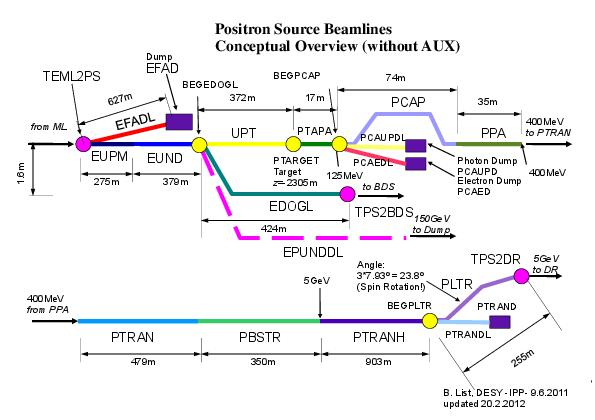 Positron Source Beamlines
Conceptual Overview (without AUX)
Dump
EFAD
TEML2PS
BEGEDOGL
BEGPCAP
627m
372m
17m
74m
35m
EFADL
PCAP
from ML
UPT
PTAPA
PCAUPDL
PPA
400MeV
to PTRAN
EUPM
EUND
PTARGET
Target
z=-2305m
PCAEDL
125MeV
Photon Dump
PCAUPD
Electron Dump
PCAED
400MeV
1.6m
275m
379m
to BDS
EDOGL
TPS2BDS
424m
150GeV
to Dump
EPUNDDL
Angle:
3*7.93° = 23.8°
(Spin Rotation!)
TPS2DR
5GeV
to DR
5GeV
PLTR
400MeV
from PPA
BEGPLTR
PTRAND
PTRAN
PBSTR
PTRANH
PTRANDL
479m
350m
903m
255m
B. List, DESY - IPP- 9.6.2011
updated 20.2.2012